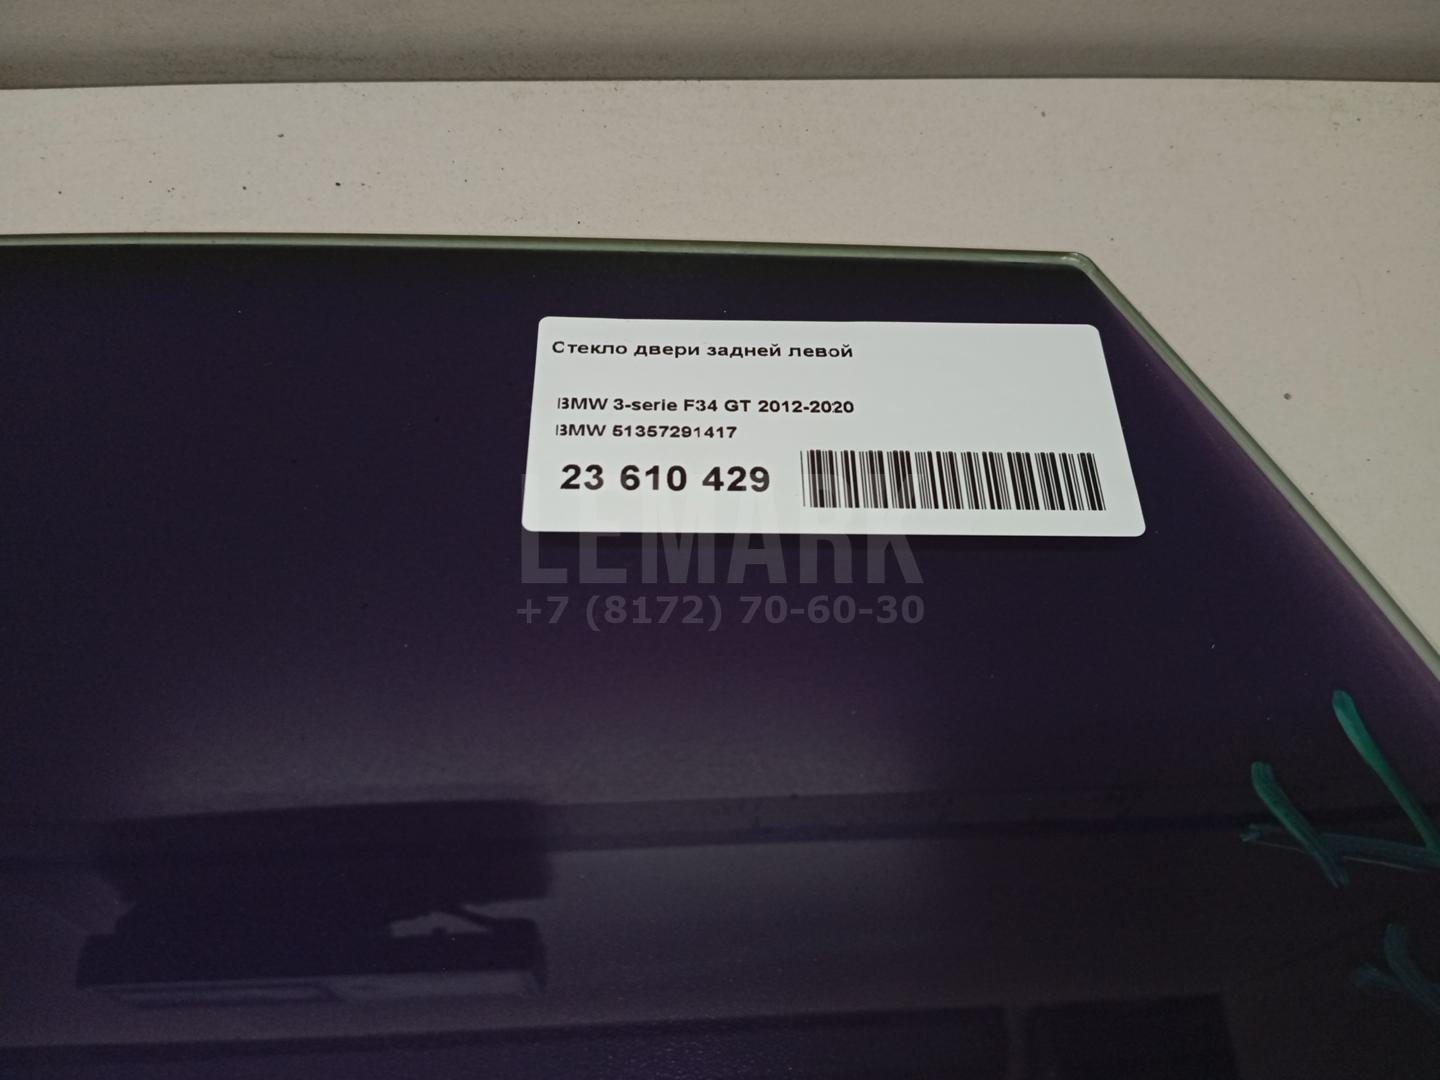 Стекло двери задней левой
BMW 3-serie F34 GT 2012-2020
BMW 51357291417
23 610 429
LEMARK
+7 (8172) 70-60-30